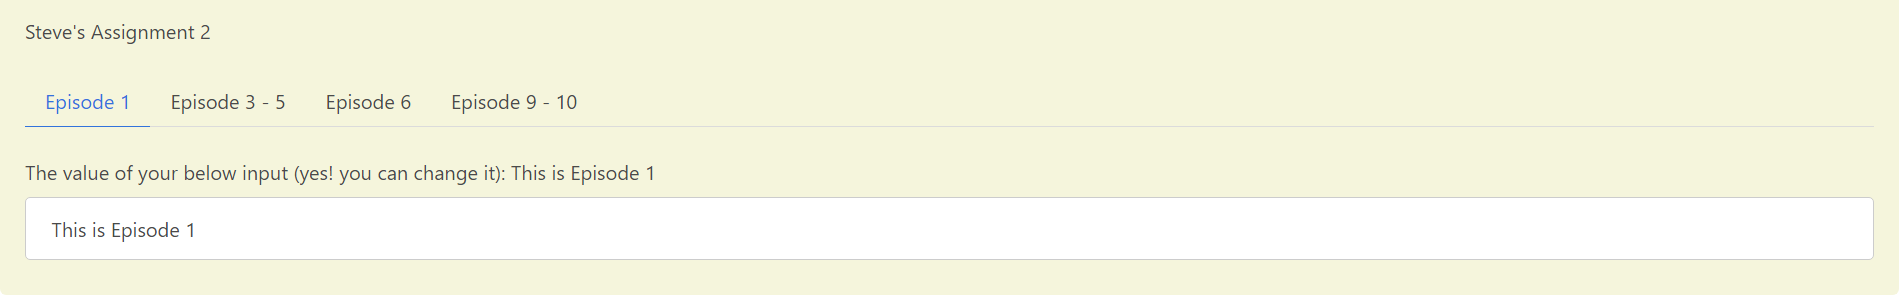 Steve's Assignment 2
Episode 1 Episode 3 - 5 Episode 6 Episode 9 - 10
The value of your below input (yes! you can change it): This is Episode 1
This is Episode 1